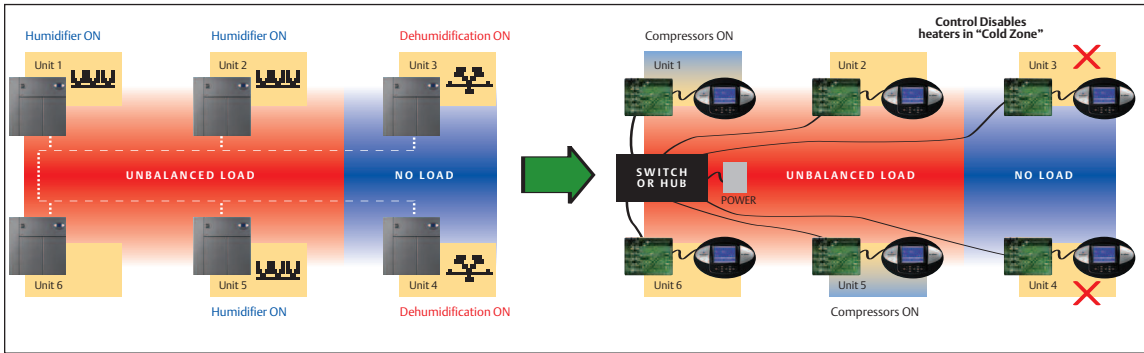 Humidifier ON
Humidifier ON
Dehumidification ON
Unit 1
Unit 2
Unit 3
UNBALANCED LOAD
NO LOAD
Unit 6
Unit 5
Unit 4
Humidifier ON
Dehumidification ON
Control Disables
heaters in “Cold Zone”
Compressors ON
Unit 1
Unit 2
Unit 3
SWITCH
OR HUB
POWER
UNBALANCED LOAD
NO LOAD
Unit 6
Unit 5
Unit 4
Compressors ON